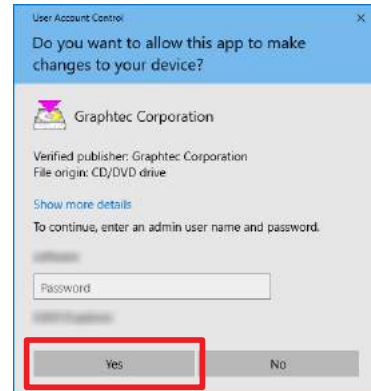 User Account Control
Do you want to allow this app to make
changes to your device?
Graphtec Corporation
Verified publisher: Graphtec Corporation
File origin: CD/DVD drive
Show more details
To continue, enter an admin user name and password.
Password
Yes No